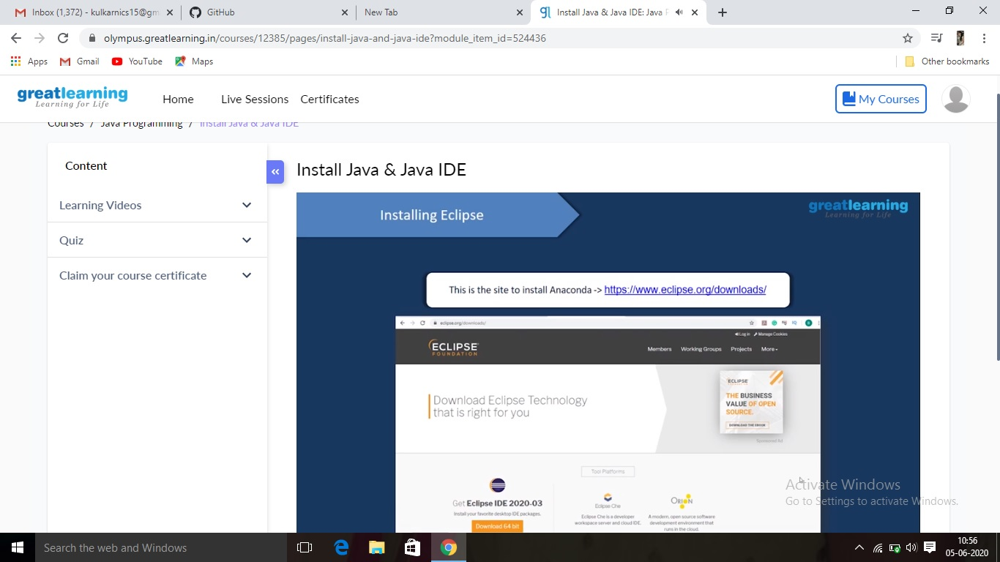 Inbox (1,372) - kulkarnics15@gm
GitHub
New Tab
Install Java & Java IDE: Java P
olympus.greatlearning.in/courses/12385/pages/install-java-and-java-ide?module_item_id=524436
Apps
Gmail
YouTube
Maps
Other bookmarks
greatlearning
Learning for Life
Home
Live Sessions
Certificates
My Courses
Courses / Java Programming / Install Java & Java IDE
Content
Learning Videos
Quiz
Claim your course certificate
Install Java & Java IDE
Installing Eclipse
greatlearning
Learning for Life
This is the site to install Anaconda -> https://www.eclipse.org/downloads/
eclipse.org/downloads/
Log in Manage Cookies
ECLIPSE
FOUNDATION
Members Working Groups Projects More
Download Eclipse Technology
that is right for you
ECLIPSE
THE BUSINESS
VALUE OF OPEN
SOURCE.
DOWNLOAD THE EBOOK
Sponsored Ad
Tool Platforms
Get Eclipse IDE 2020-03
Install your favorite desktop IDE packages.
Download 64 bit
Eclipse Che
Eclipse Che is a developer
workspace server and cloud IDE.
ORION
A modern, open source software
development environment that
runs in the cloud.
Activate Windows
Go to Settings to activate Windows.
Search the web and Windows
10:56
05-06-2020